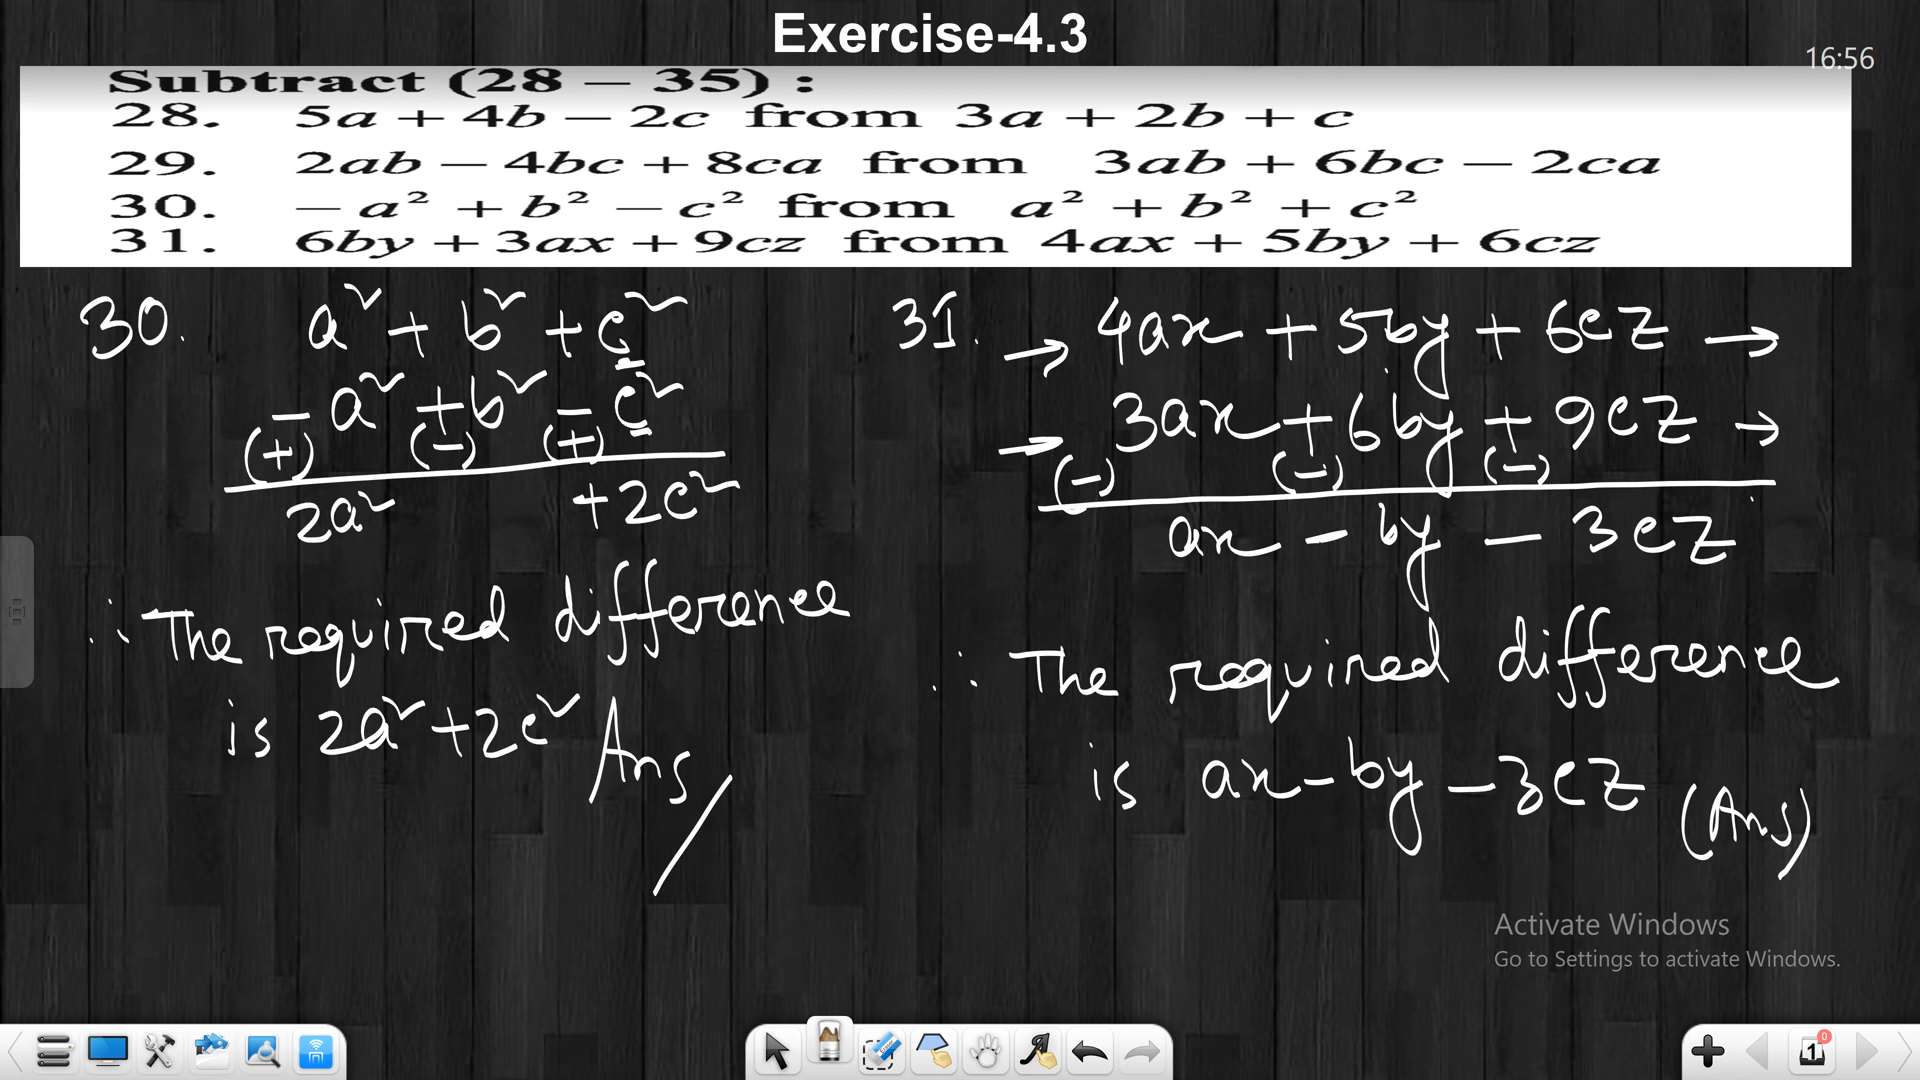 Exercise-4.3
16:56
Subtract (28 – 35) :
28. 5a + 4b – 2c from 3a + 2b + c
29. 2ab – 4bc + 8ca from 3ab + 6bc – 2ca
30. – a² + b² – c² from a² + b² + c²
31. 6by + 3ax + 9cz from 4ax + 5by + 6cz
30. a² + b² + c²
– a² + b² – c²
(+) (–) (+)
2a² +2c²
∴ The required difference
is 2a² + 2c² Ans
31. → 4ax + 5by + 6cz →
→ 3ax + 6by + 9cz →
(–) (–) (–)
ax – by – 3cz
∴ The required difference
is ax – by – 3cz (Ans)
Activate Windows
Go to Settings to activate Windows.
1
0